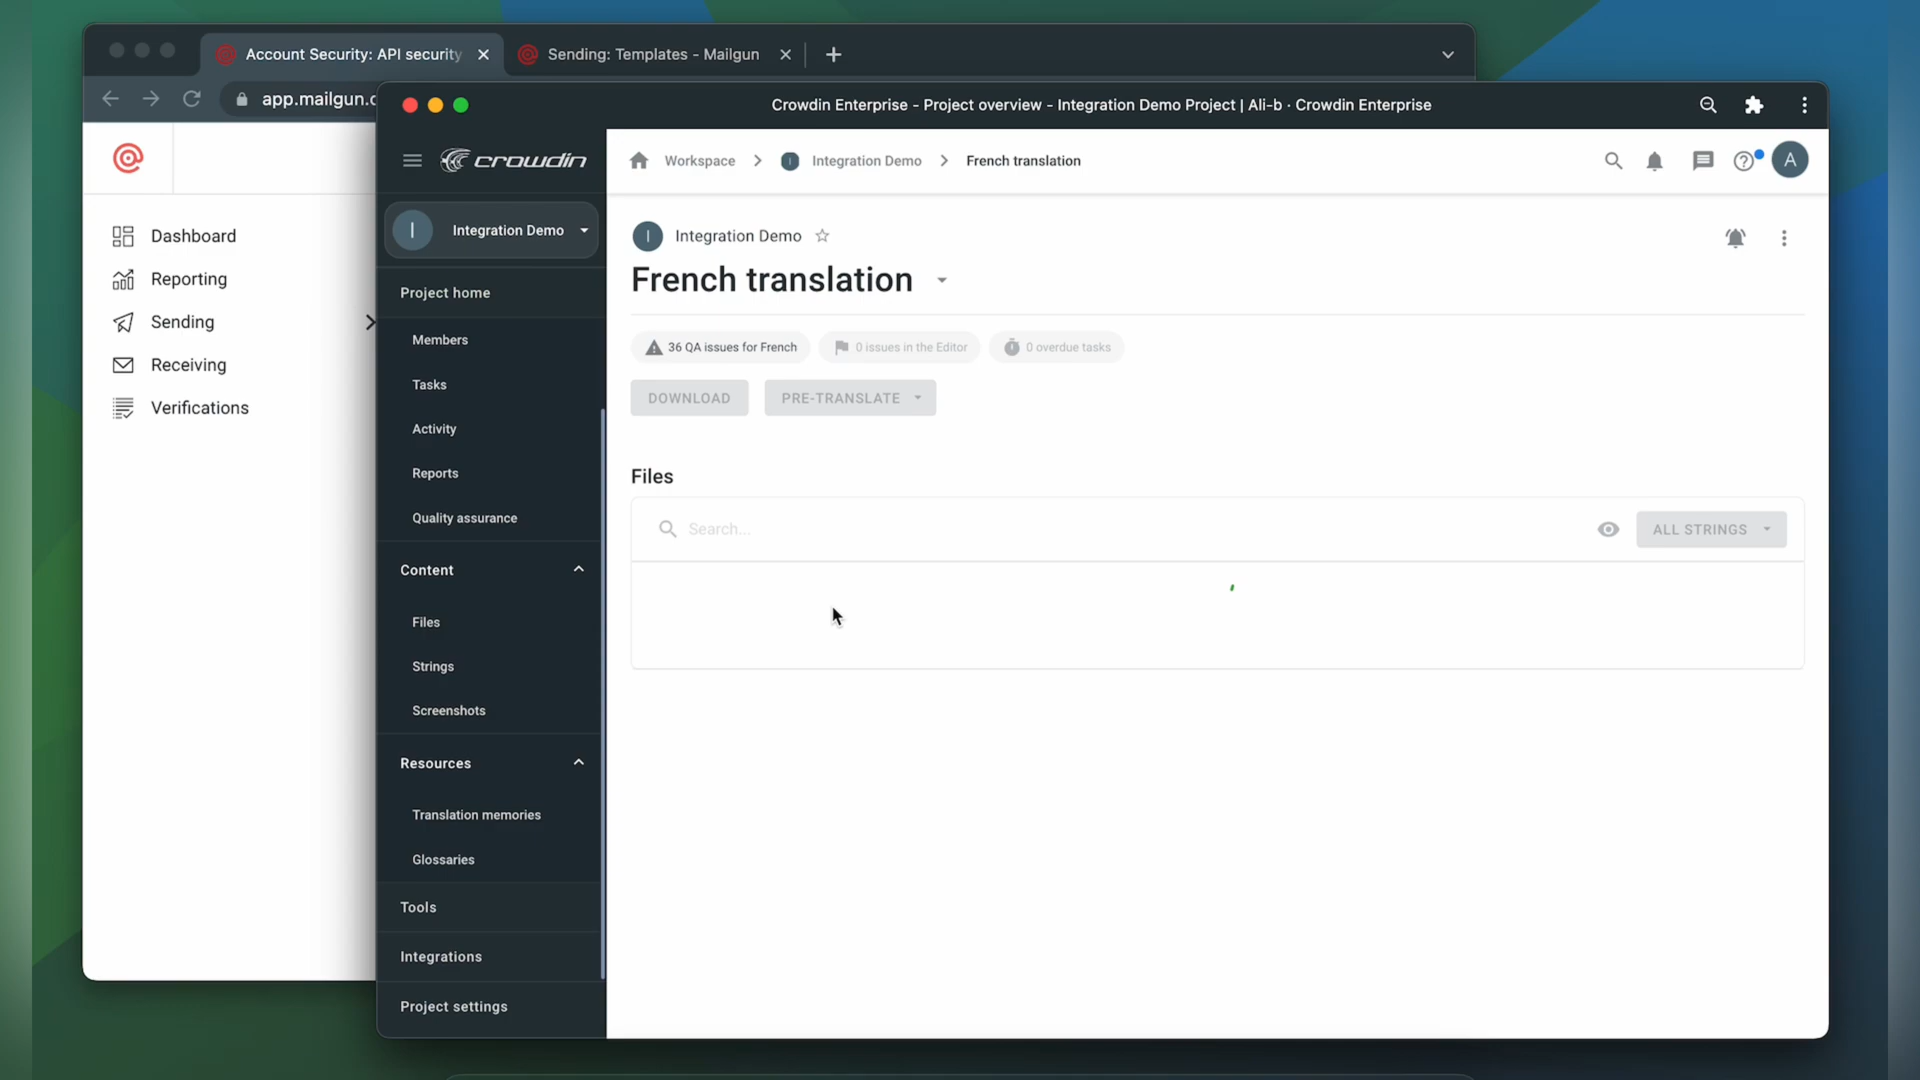 Account Security: API security
Sending: Templates - Mailgun
app.mailgun.c
Dashboard
Reporting
Sending
Receiving
Verifications
Crowdin Enterprise - Project overview - Integration Demo Project | Ali-b · Crowdin Enterprise
crowdin
I
Integration Demo
Project home
Members
Tasks
Activity
Reports
Quality assurance
Content
Files
Strings
Screenshots
Resources
Translation memories
Glossaries
Tools
Integrations
Project settings
Workspace
I
Integration Demo
French translation
A
I
Integration Demo
French translation
36 QA issues for French
0 issues in the Editor
0 overdue tasks
DOWNLOAD
PRE-TRANSLATE
Files
Search...
ALL STRINGS